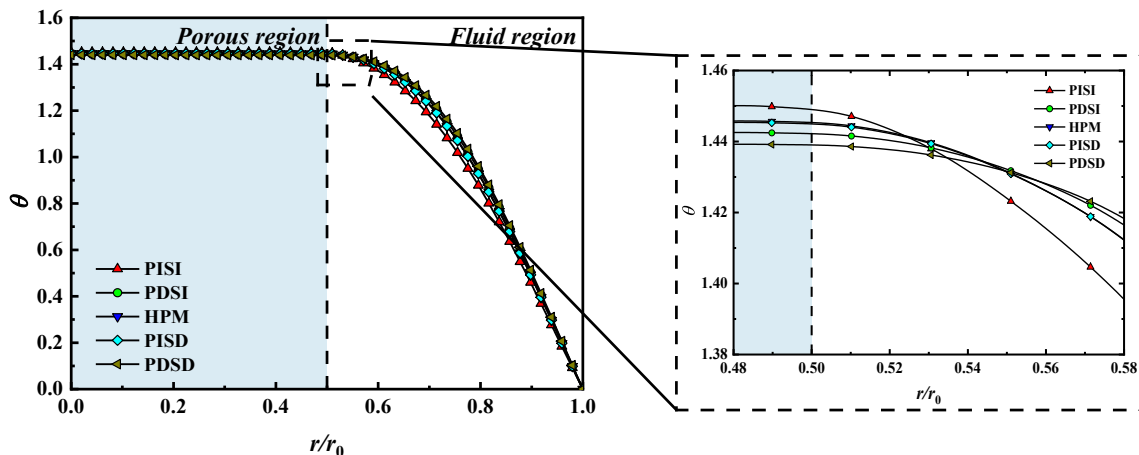 Porous region
Fluid region
1.6
1.4
1.2
1.0
0.8
0.6
0.4
0.2
0.0
θ
PISI
PDSI
HPM
PISD
PDSD
0.0 0.2 0.4 0.6 0.8 1.0
r/r0
1.46
1.44
1.42
1.40
1.38
θ
PISI
PDSI
HPM
PISD
PDSD
0.48 0.50 0.52 0.54 0.56 0.58
r/r0